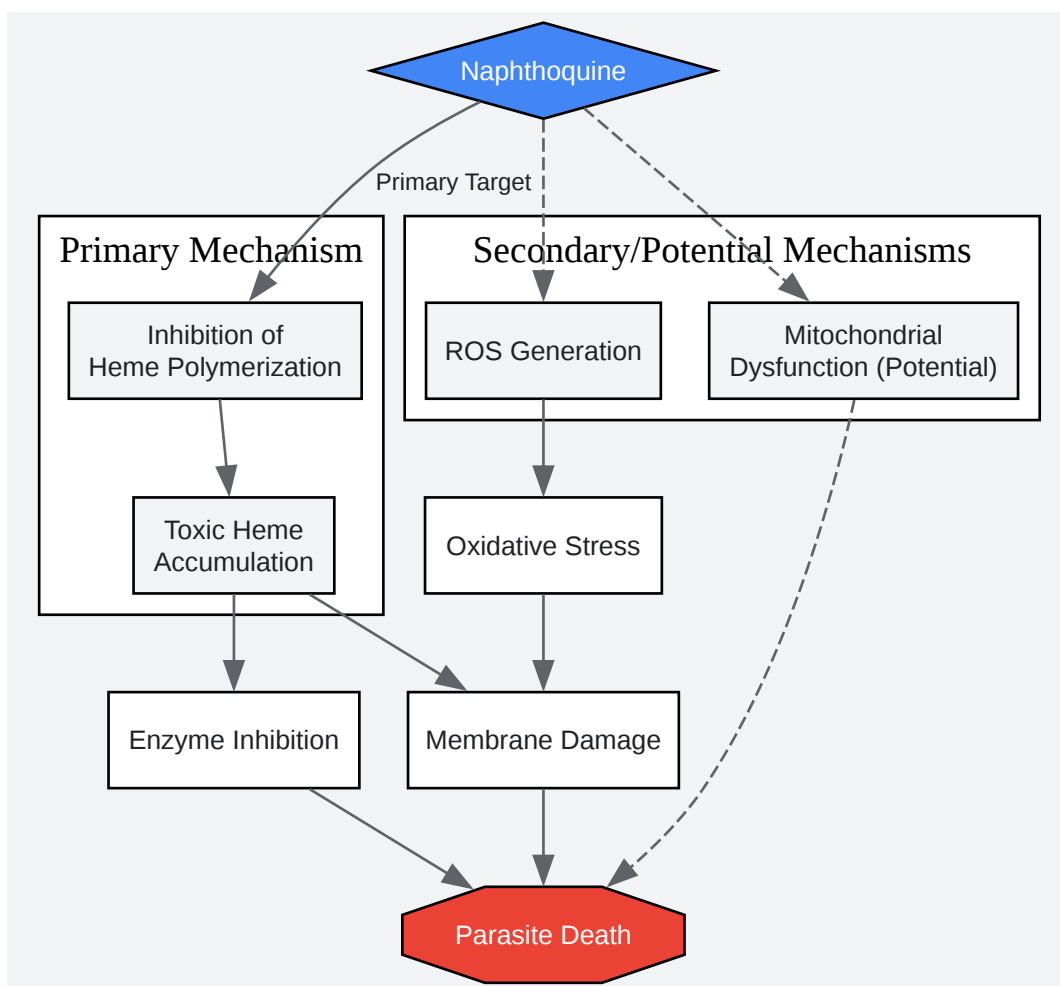 Naphthoquine
Primary Target
Primary Mechanism
Secondary/Potential Mechanisms
Inhibition of
Heme Polymerization
ROS Generation
Mitochondrial
Dysfunction (Potential)
Toxic Heme
Accumulation
Oxidative Stress
Enzyme Inhibition
Membrane Damage
Parasite Death